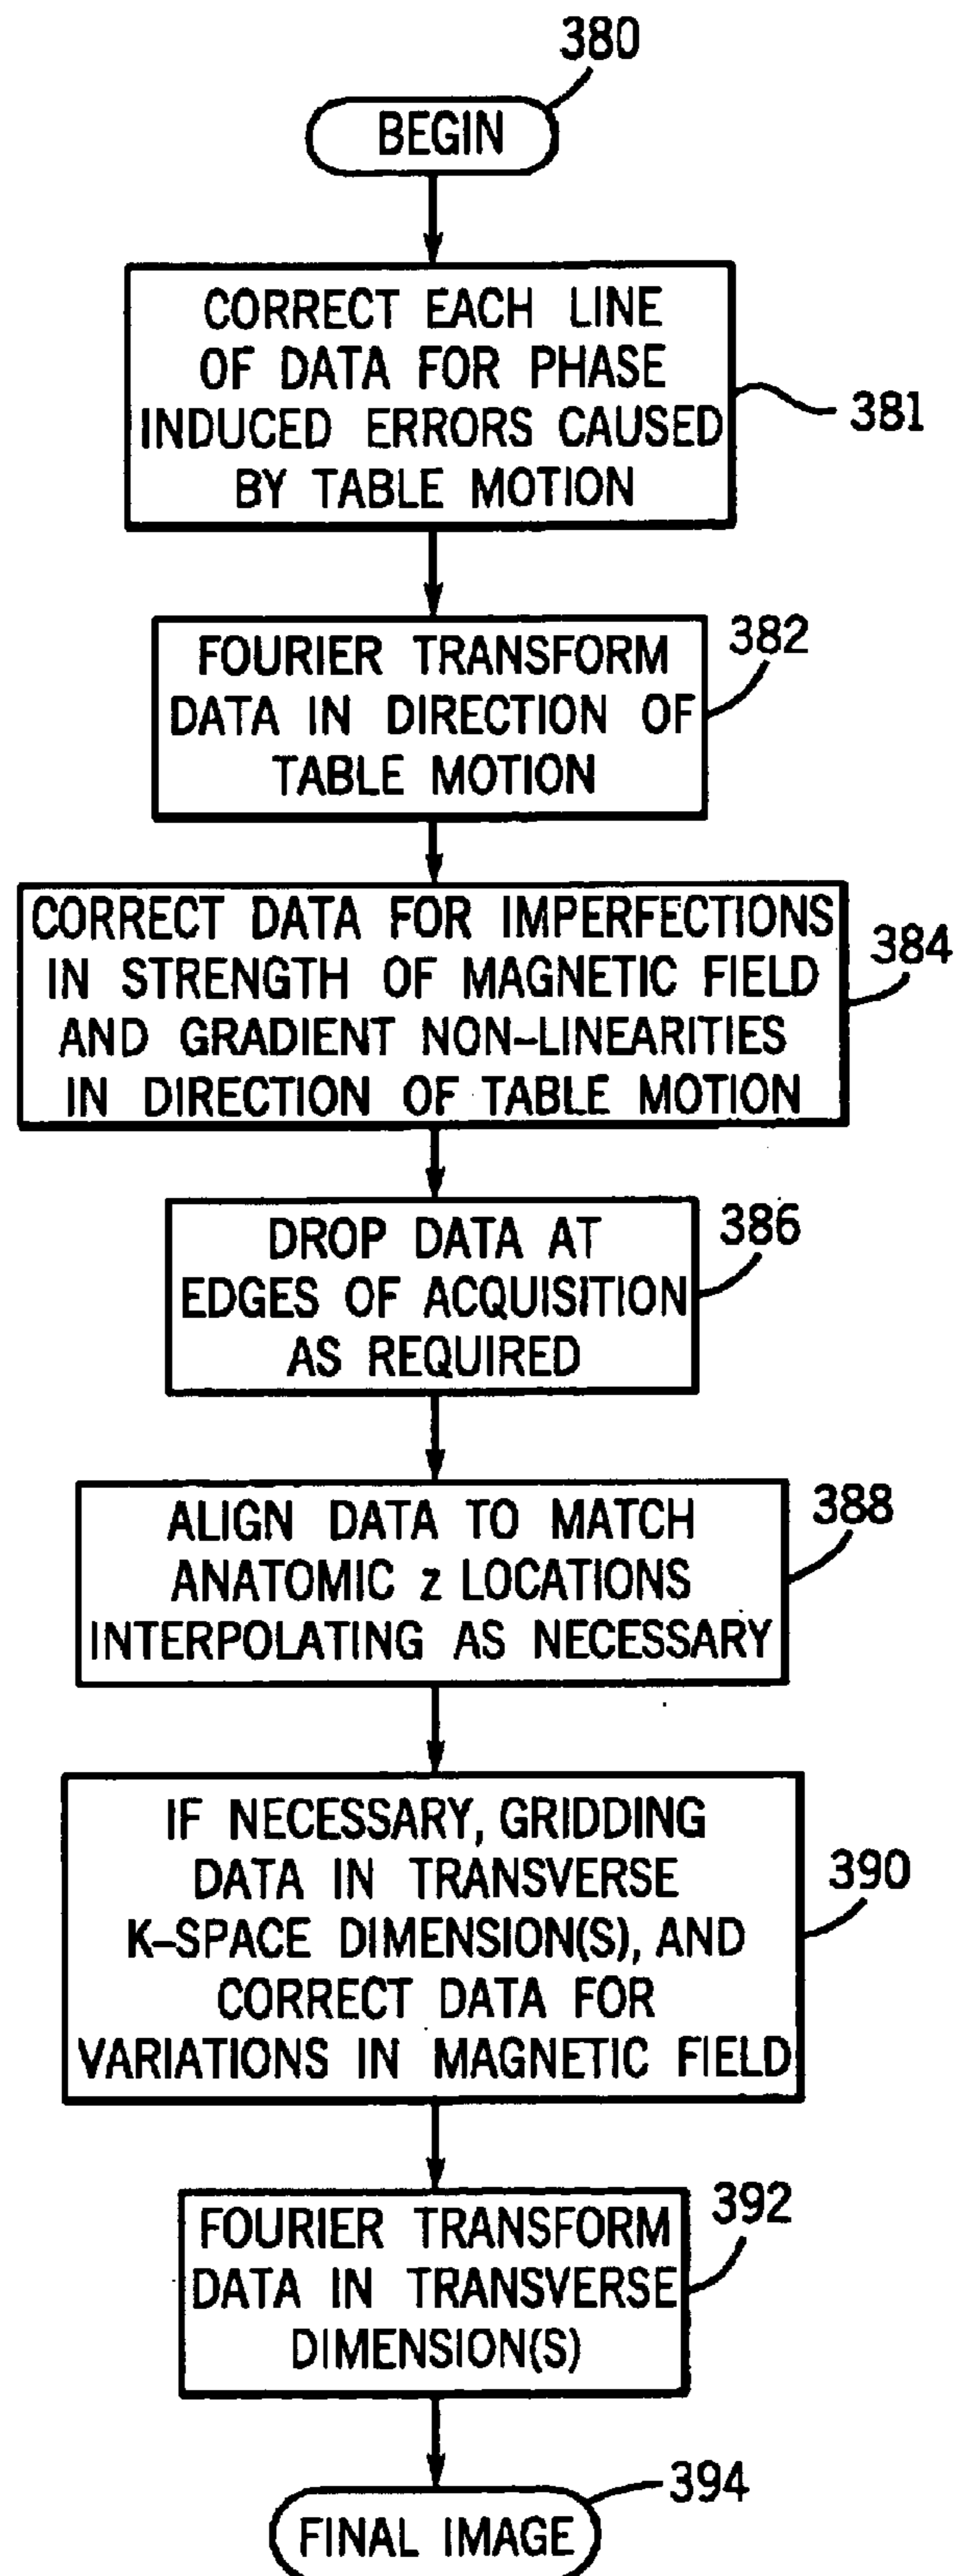 380
BEGIN
CORRECT EACH LINE
OF DATA FOR PHASE
INDUCED ERRORS CAUSED
BY TABLE MOTION
381
FOURIER TRANSFORM
DATA IN DIRECTION OF
TABLE MOTION
382
CORRECT DATA FOR IMPERFECTIONS
IN STRENGTH OF MAGNETIC FIELD
AND GRADIENT NON-LINEARITIES
IN DIRECTION OF TABLE MOTION
384
DROP DATA AT
EDGES OF ACQUISITION
AS REQUIRED
386
ALIGN DATA TO MATCH
ANATOMIC z LOCATIONS
INTERPOLATING AS NECESSARY
388
IF NECESSARY, GRIDDING
DATA IN TRANSVERSE
K-SPACE DIMENSION(S), AND
CORRECT DATA FOR
VARIATIONS IN MAGNETIC FIELD
390
FOURIER TRANSFORM
DATA IN TRANSVERSE
DIMENSION(S)
392
FINAL IMAGE
394